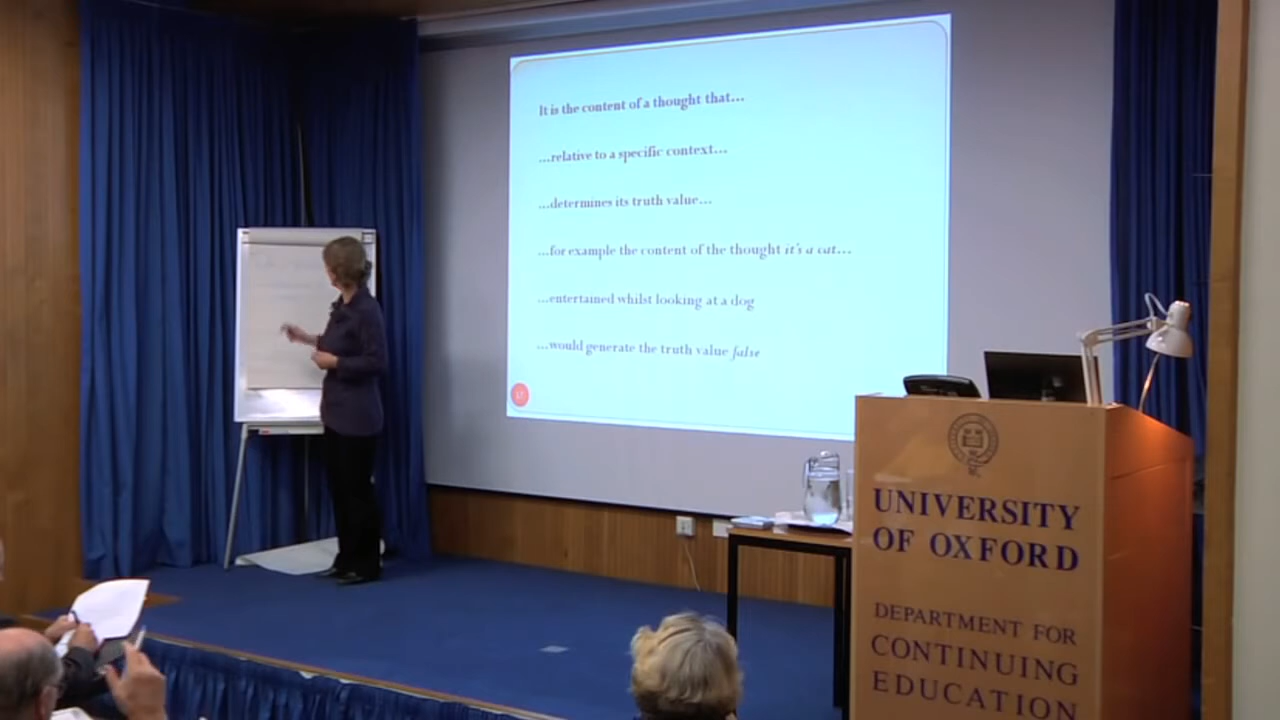 It is the content of a thought that…
…relative to a specific context…
…determines its truth value…
…for example the content of the thought it's a cat…
…entertained whilst looking at a dog
…would generate the truth value false
UNIVERSITY
OF OXFORD
DEPARTMENT FOR
CONTINUING
EDUCATION